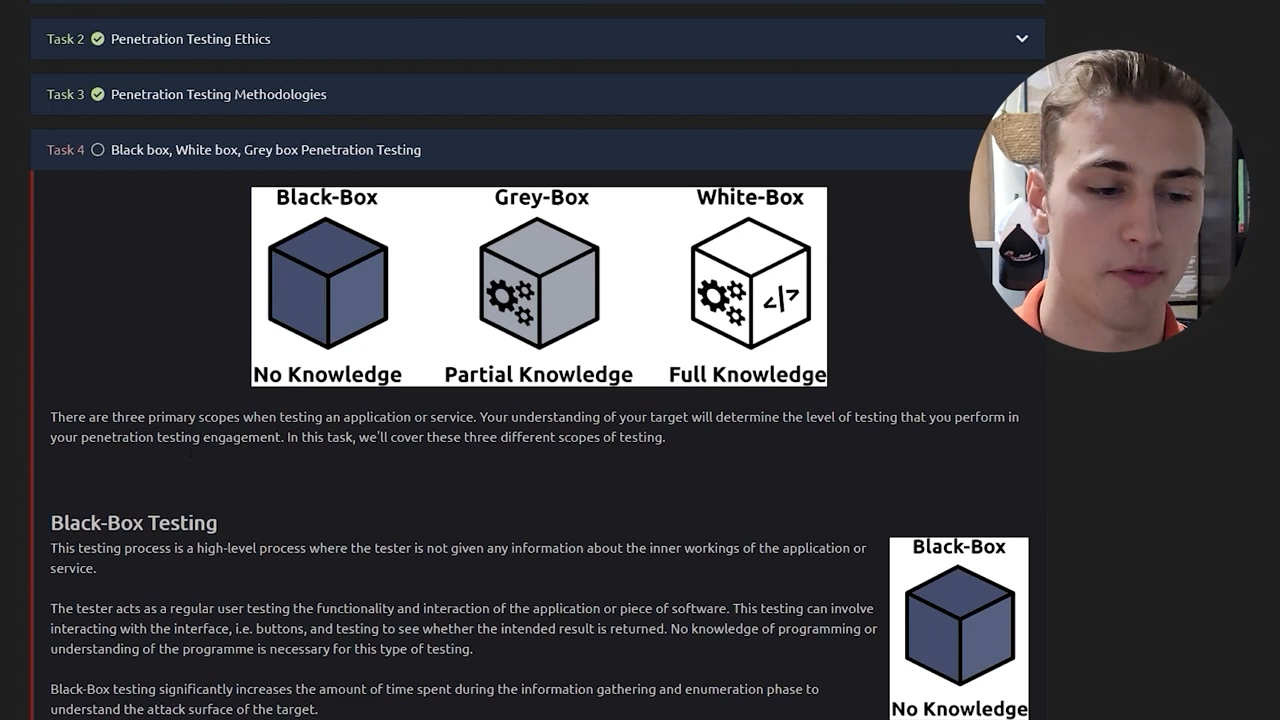 Task 2 Penetration Testing Ethics
Task 3 Penetration Testing Methodologies
Task 4 Black box, White box, Grey box Penetration Testing
Black-Box Grey-Box White-Box
</>
No Knowledge Partial Knowledge Full Knowledge
There are three primary scopes when testing an application or service. Your understanding of your target will determine the level of testing that you perform in
your penetration testing engagement. In this task, we'll cover these three different scopes of testing.
Black-Box Testing
This testing process is a high-level process where the tester is not given any information about the inner workings of the application or
service.
The tester acts as a regular user testing the functionality and interaction of the application or piece of software. This testing can involve
interacting with the interface, i.e. buttons, and testing to see whether the intended result is returned. No knowledge of programming or
understanding of the programme is necessary for this type of testing.
Black-Box testing significantly increases the amount of time spent during the information gathering and enumeration phase to
understand the attack surface of the target.
Black-Box
No Knowledge